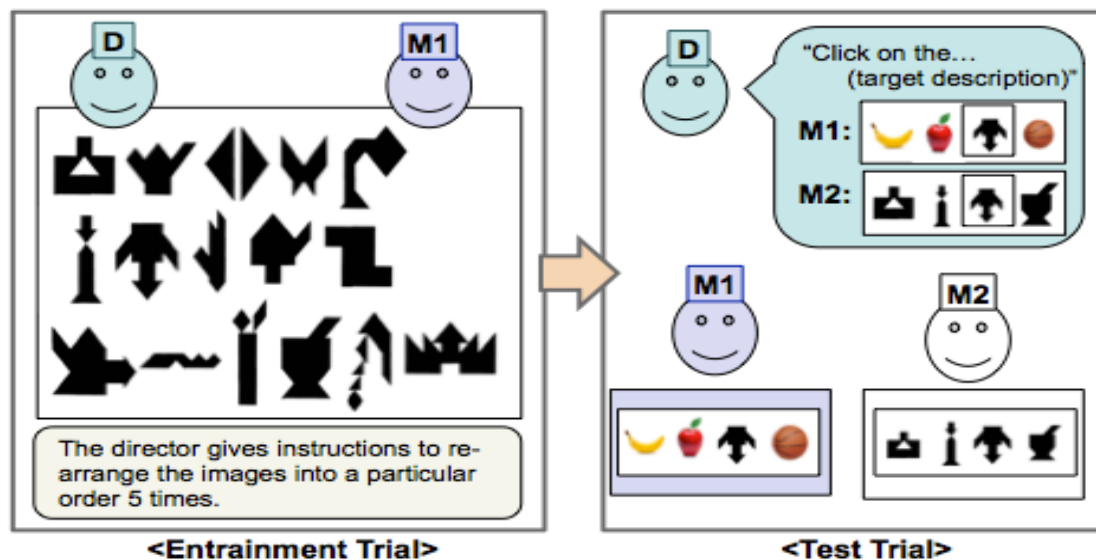 D
M1
The director gives instructions to re-
arrange the images into a particular
order 5 times.
<Entrainment Trial>
D
"Click on the...
(target description)"
M1:
M2:
M1
M2
<Test Trial>